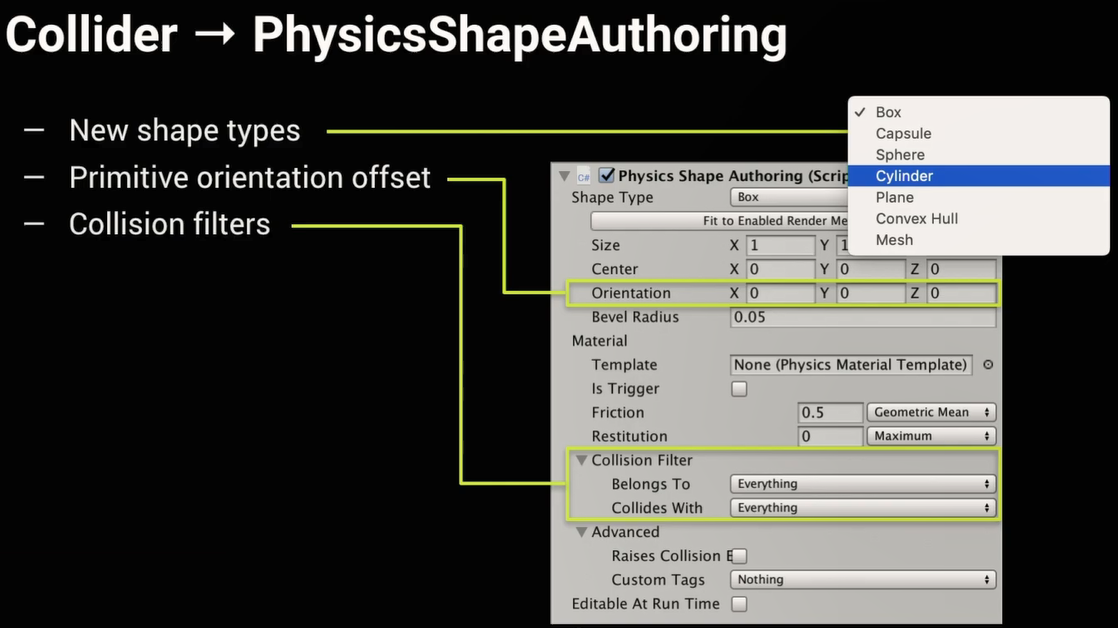 Collider → PhysicsShapeAuthoring
— New shape types
— Primitive orientation offset
— Collision filters
✓ Box
Capsule
Sphere
Cylinder
Plane
Convex Hull
Mesh
C# Physics Shape Authoring (Scrip
Shape Type Box
Fit to Enabled Render Me
Size X 1 Y 1
Center X 0 Y 0 Z 0
Orientation X 0 Y 0 Z 0
Bevel Radius 0.05
Material
Template None (Physics Material Template)
Is Trigger
Friction 0.5 Geometric Mean
Restitution 0 Maximum
Collision Filter
Belongs To Everything
Collides With Everything
Advanced
Raises Collision E
Custom Tags Nothing
Editable At Run Time